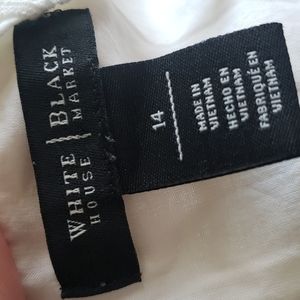 WHITE | BLACK
HOUSE | MARKET
14
MADE IN
VIETNAM
HECHO EN
VIETNAM
FABRIQUÉ EN
VIETNAM